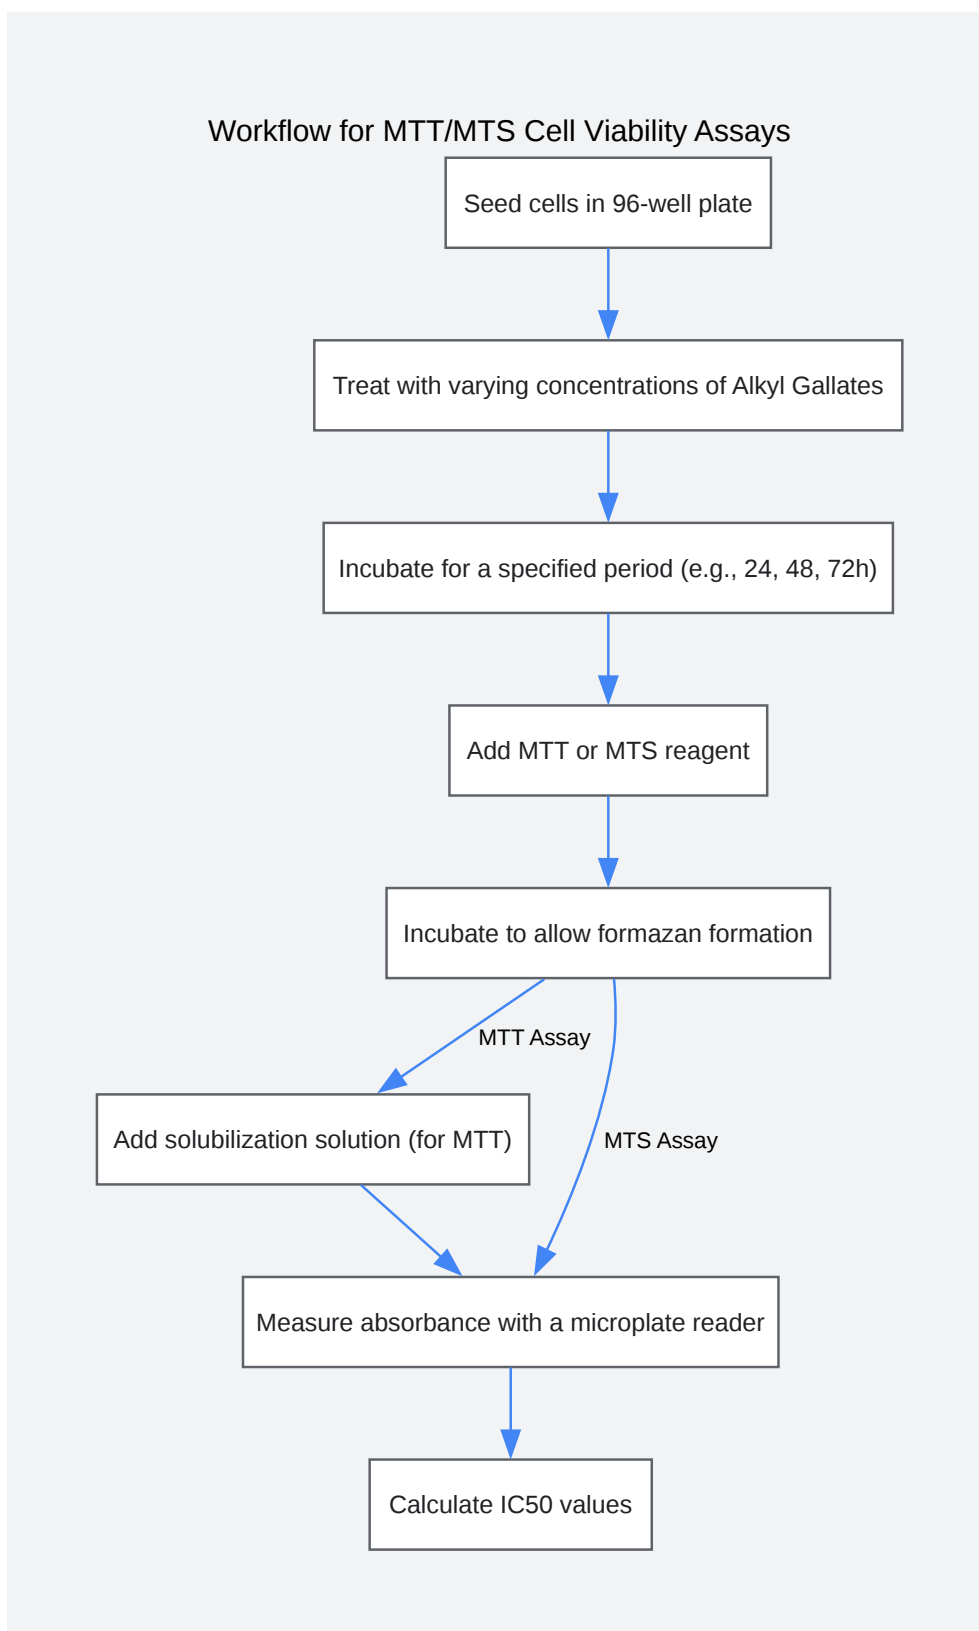 Workflow for MTT/MTS Cell Viability Assays
Seed cells in 96-well plate
Treat with varying concentrations of Alkyl Gallates
Incubate for a specified period (e.g., 24, 48, 72h)
Add MTT or MTS reagent
Incubate to allow formazan formation
MTT Assay
Add solubilization solution (for MTT)
MTS Assay
Measure absorbance with a microplate reader
Calculate IC50 values